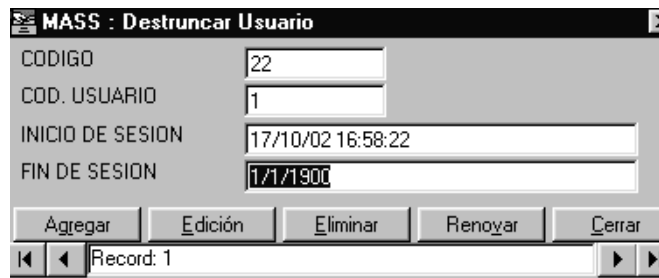 MASS : Destruncar Usuario
CODIGO 22
COD. USUARIO 1
INICIO DE SESION 17/10/02 16:58:22
FIN DE SESION 1/1/1900
Agregar Edición Eliminar Renovar Cerrar
Record: 1